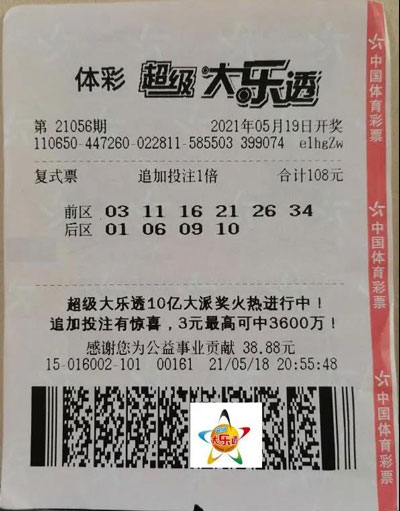 体彩 超级大乐透
第 21056期 2021年05月19日开奖
110650-447260-022811-585503 399074 e1hgZw
复式票 追加投注1倍 合计108元
前区 03 11 16 21 26 34
后区 01 06 09 10
超级大乐透10亿大派奖火热进行中！
追加投注有惊喜，3元最高可中3600万！
感谢您为公益事业贡献 38.88元
15-016002-101 00161 21/05/18 20:55:48
大乐透
中国体育彩票
中国体育彩票
中国体育彩票